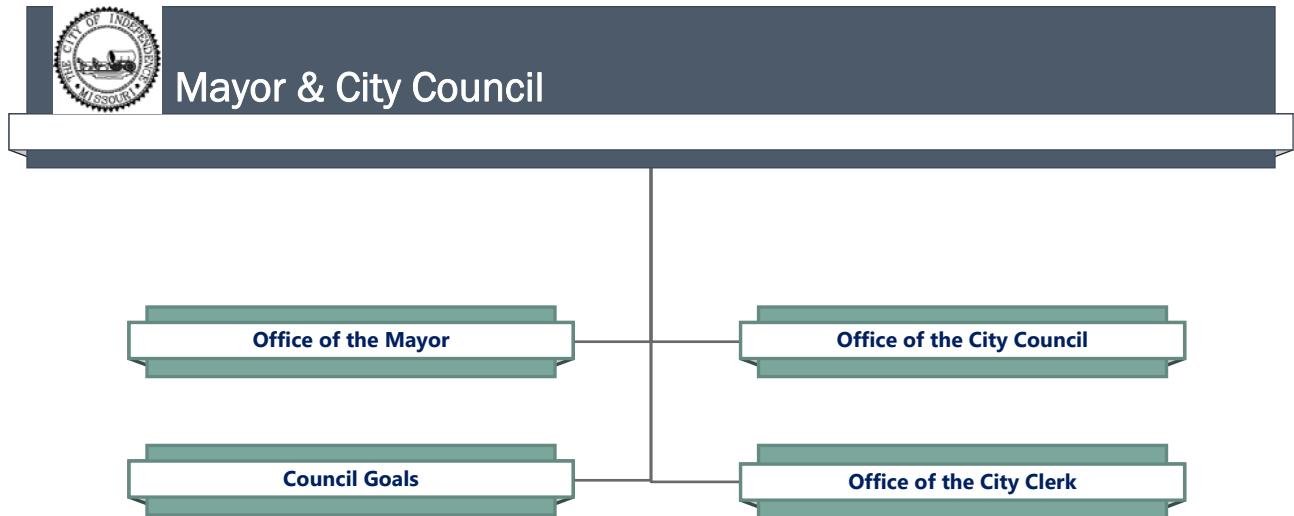 THE CITY OF INDEPENDENCE
MISSOURI
Mayor & City Council
Office of the Mayor
Office of the City Council
Council Goals
Office of the City Clerk